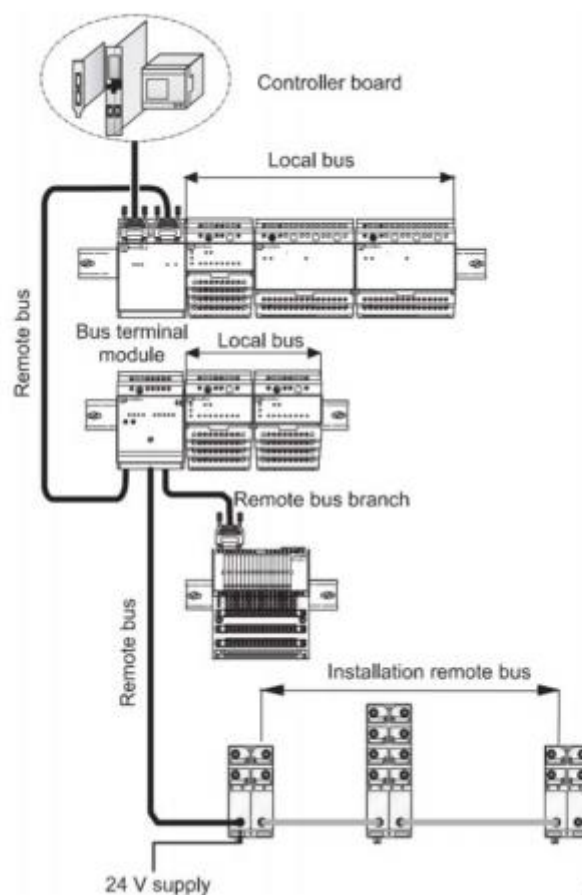 Controller board
Local bus
Remote bus
Bus terminal
module
Local bus
Remote bus branch
Remote bus
Installation remote bus
24 V supply